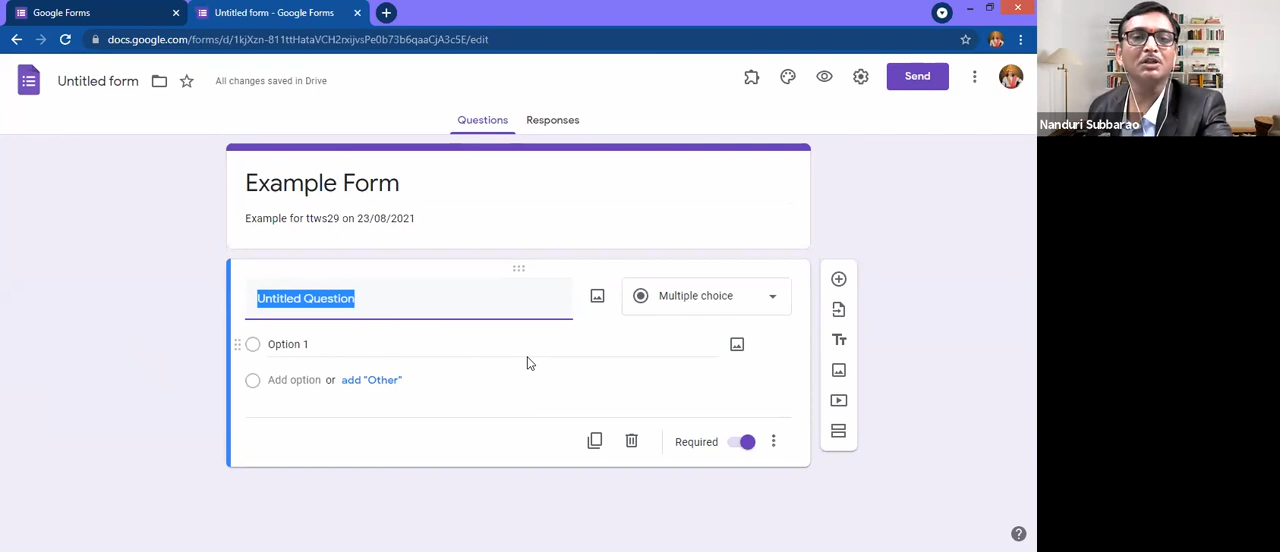 Google Forms
Untitled form - Google Forms
docs.google.com/forms/d/1kjXzn-811ttHataVCH2rxijvsPe0b73b6qaaCjA3c5E/edit
Untitled form
All changes saved in Drive
Send
Questions
Responses
Nanduri Subbarao
Example Form
Example for ttws29 on 23/08/2021
Untitled Question
Multiple choice
Option 1
Add option or add "Other"
Required